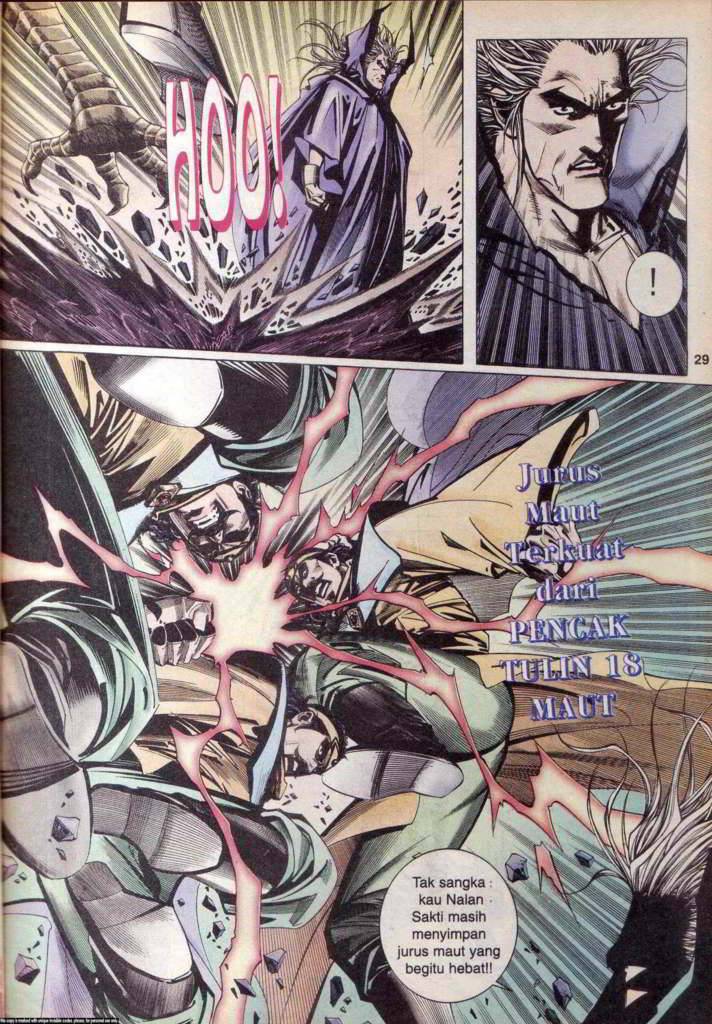 HOO!
!
29
Jurus
Maut
Terkuat
dari
PENCAK
TULIN 18
MAUT
Tak sangka :
kau Nalan
Sakti masih
menyimpan
jurus maut yang
begitu hebat!!